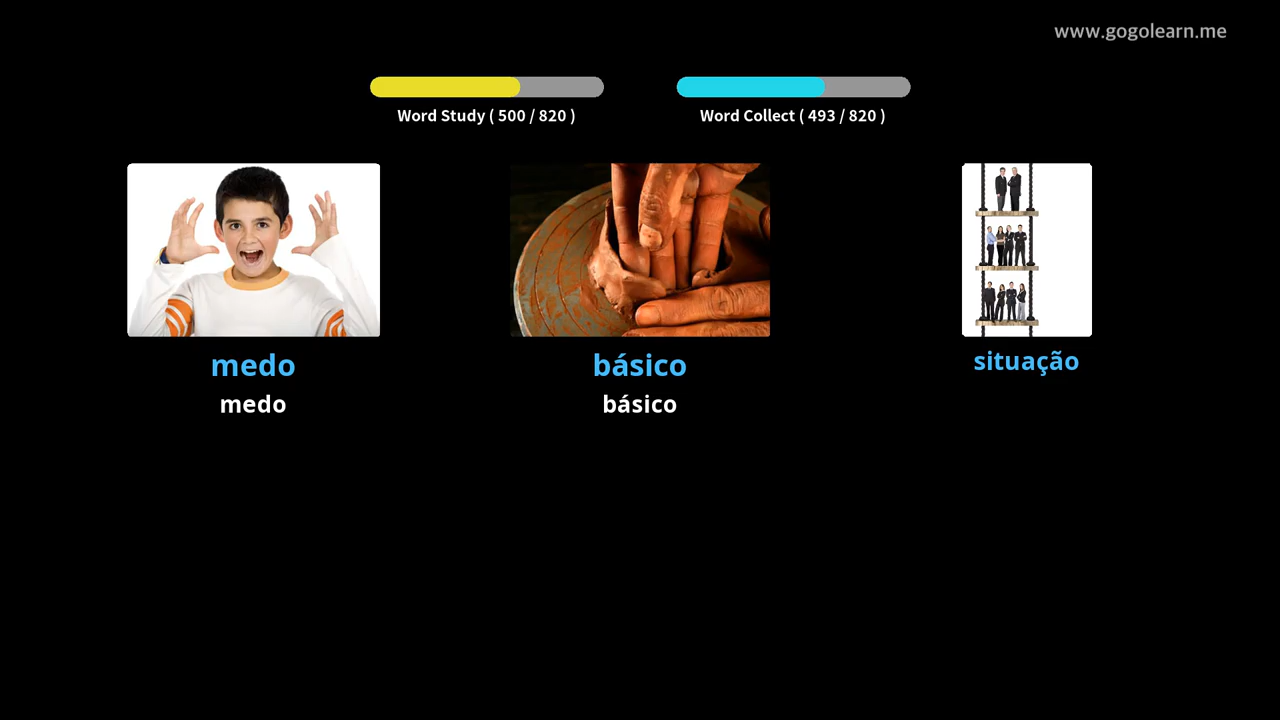 www.gogolearn.me
Word Study ( 500 / 820 )
Word Collect ( 493 / 820 )
medo
medo
básico
básico
situação